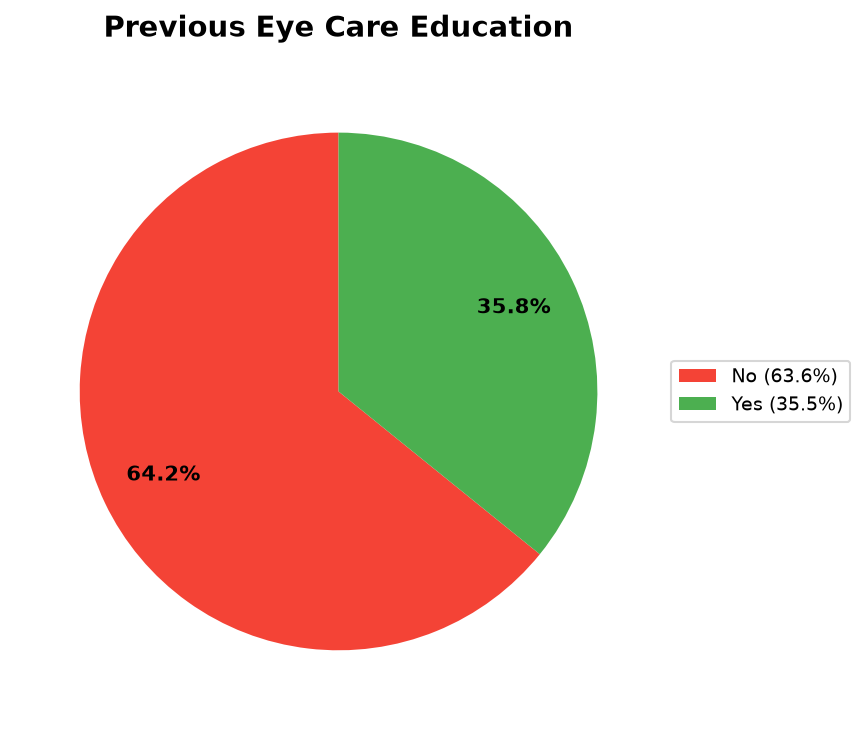 Previous Eye Care Education
35.8%
64.2%
No (63.6%)
Yes (35.5%)